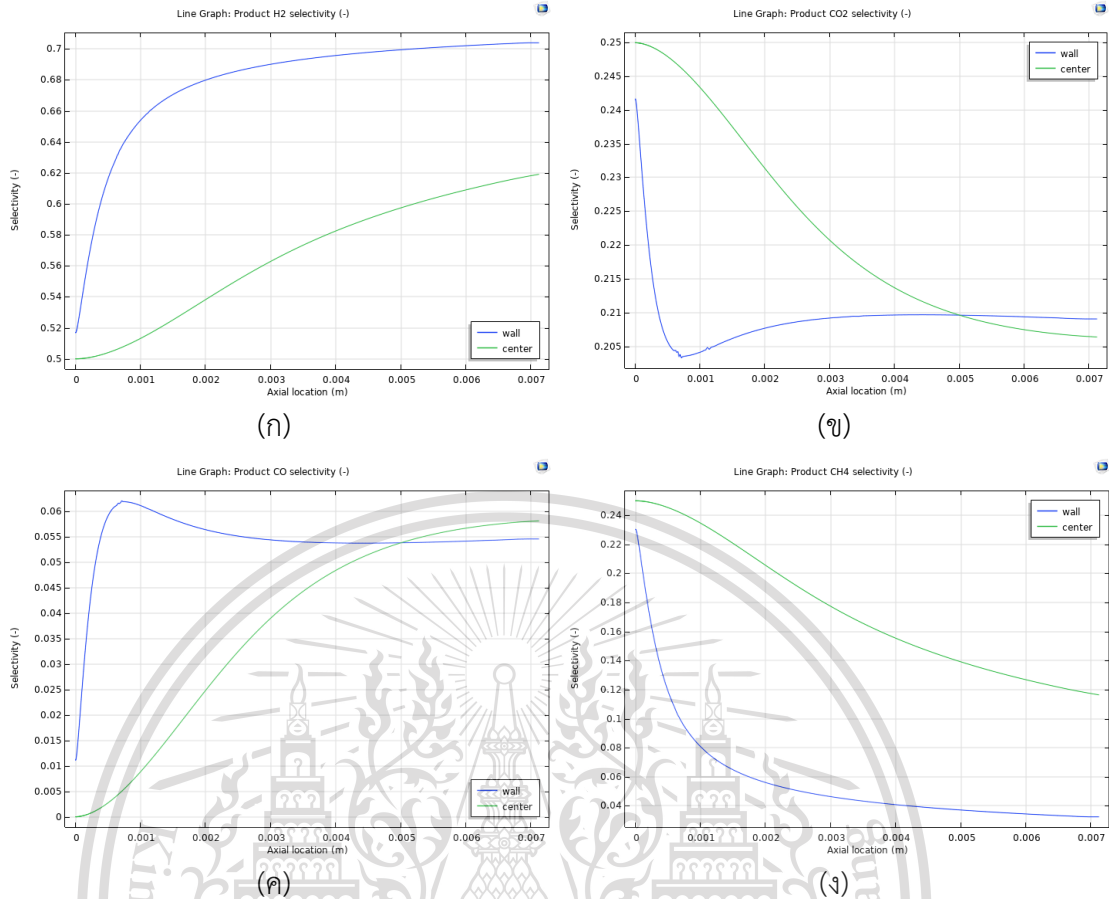 Line Graph: Product H2 selectivity (-)
0.7
0.68
0.66
0.64
0.62
0.6
0.58
0.56
0.54
0.52
0.5
Selectivity (-)
wall
center
0 0.001 0.002 0.003 0.004 0.005 0.006 0.007
Axial location (m)
(ก)
Line Graph: Product CO2 selectivity (-)
0.25
0.245
0.24
0.235
0.23
0.225
0.22
0.215
0.21
0.205
Selectivity (-)
wall
center
0 0.001 0.002 0.003 0.004 0.005 0.006 0.007
Axial location (m)
(ข)
Line Graph: Product CO selectivity (-)
0.06
0.055
0.05
0.045
0.04
0.035
0.03
0.025
0.02
0.015
0.01
0.005
0
Selectivity (-)
wall
center
0 0.001 0.002 0.003 0.004 0.005 0.006 0.007
Axial location (m)
(ค)
Line Graph: Product CH4 selectivity (-)
0.24
0.22
0.2
0.18
0.16
0.14
0.12
0.1
0.08
0.06
0.04
Selectivity (-)
wall
center
0 0.001 0.002 0.003 0.004 0.005 0.006 0.007
Axial location (m)
(ง)